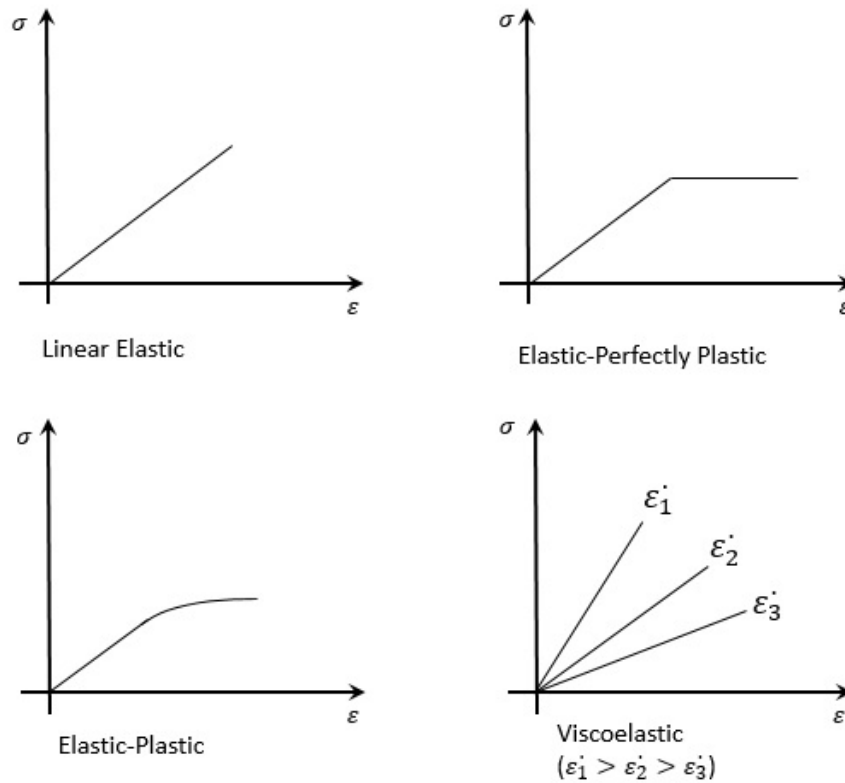 σ
ε
Linear Elastic
σ
ε
Elastic-Perfectly Plastic
σ
ε
Elastic-Plastic
σ
ε̇₁
ε̇₂
ε̇₃
ε
Viscoelastic
(ε̇₁ > ε̇₂ > ε̇₃)